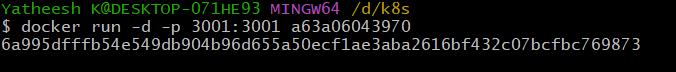 Yatheesh K@DESKTOP-071HE93 MINGW64 /d/k8s
$ docker run -d -p 3001:3001 a63a06043970
6a995dfffb54e549db904b96d655a50ecf1ae3aba2616bf432c07bcfbc769873